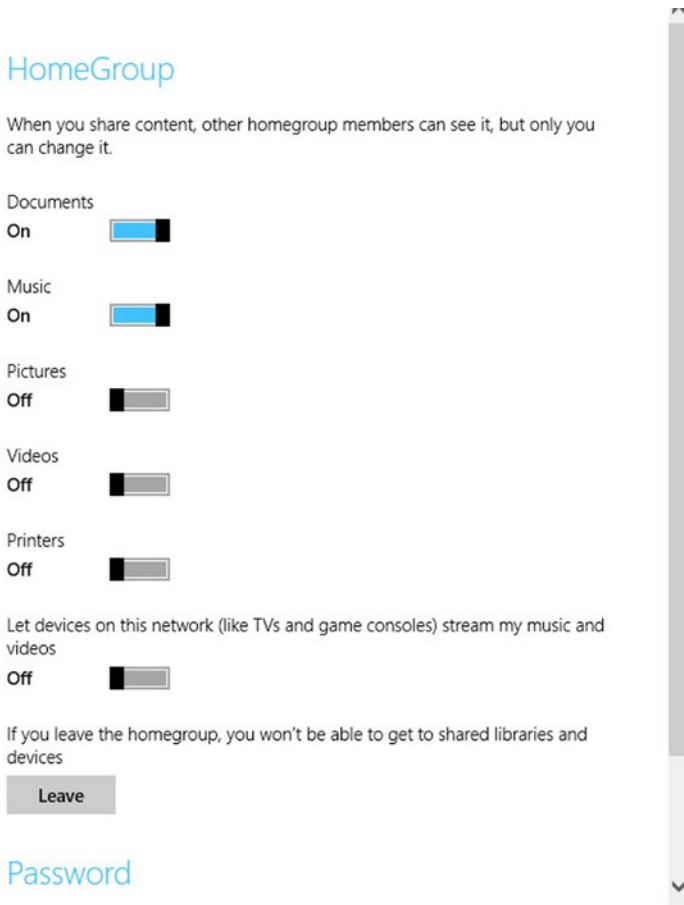 HomeGroup
When you share content, other homegroup members can see it, but only you
can change it.
Documents
On
Music
On
Pictures
Off
Videos
Off
Printers
Off
Let devices on this network (like TVs and game consoles) stream my music and
videos
Off
If you leave the homegroup, you won't be able to get to shared libraries and
devices
Leave
Password